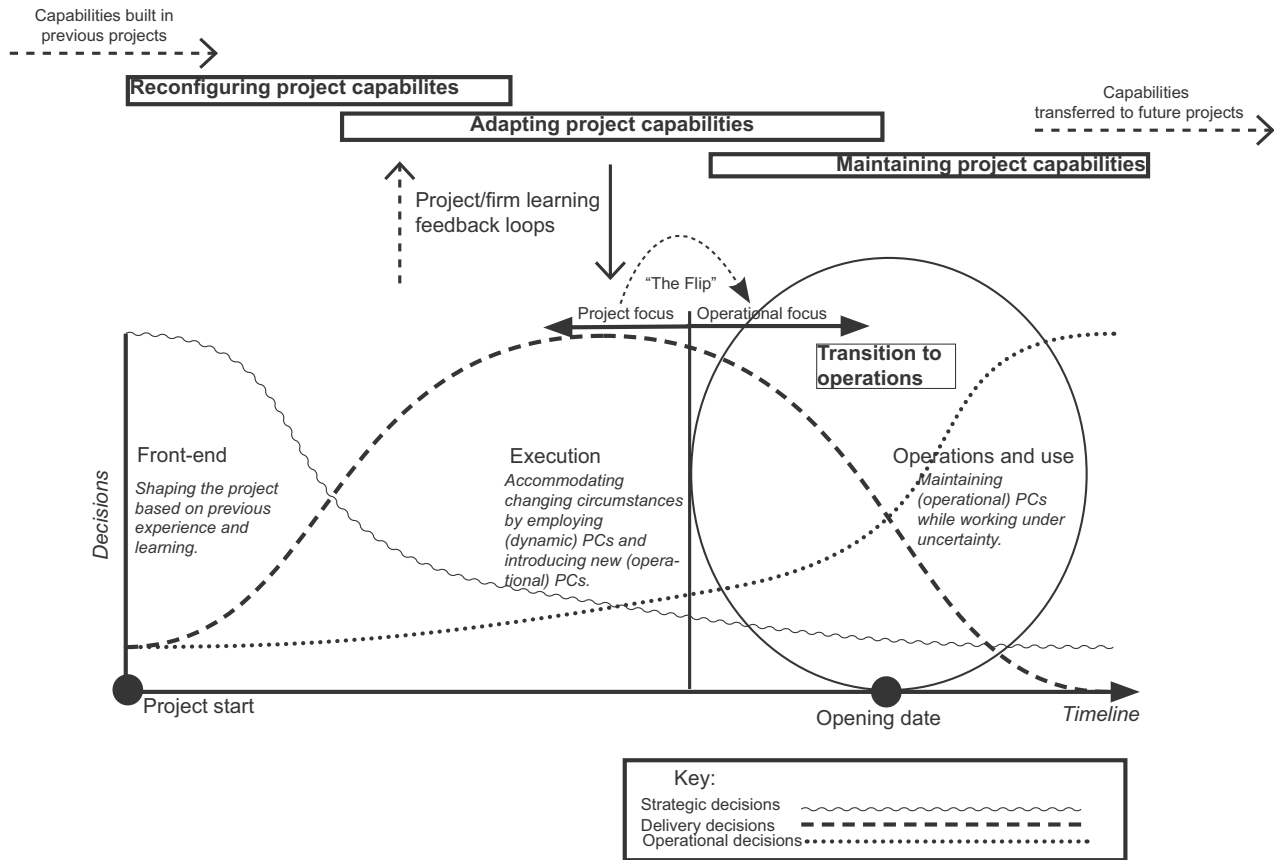 Capabilities built in
previous projects
Reconfiguring project capabilites
Adapting project capabilities
Capabilities
transferred to future projects
Maintaining project capabilities
Project/firm learning
feedback loops
“The Flip”
Project focus
Operational focus
Transition to
operations
Decisions
Front-end
Shaping the project
based on previous
experience and
learning.
Execution
Accommodating
changing circumstances
by employing
(dynamic) PCs and
introducing new (opera-
tional) PCs.
Operations and use
Maintaining
(operational) PCs
while working under
uncertainty.
Project start
Opening date
Timeline
Key:
Strategic decisions
Delivery decisions
Operational decisions